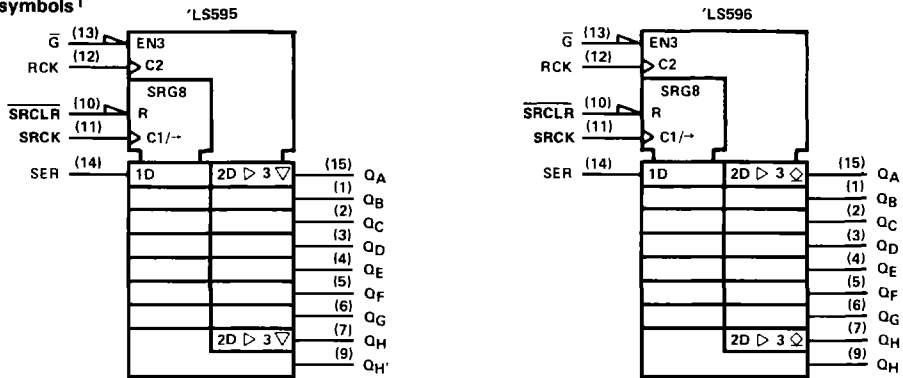 symbols†
'LS595
G̅ (13) EN3
RCK (12) C2
SRG8
S̅R̅C̅L̅R̅ (10) R
SRCK (11) C1/→
SER (14) 1D 2D ▷ 3 ▽ (15) QA
(1) QB
(2) QC
(3) QD
(4) QE
(5) QF
(6) QG
2D ▷ 3 ▽ (7) QH
(9) QH'
'LS596
G̅ (13) EN3
RCK (12) C2
SRG8
S̅R̅C̅L̅R̅ (10) R
SRCK (11) C1/→
SER (14) 1D 2D ▷ 3 ◇ (15) QA
(1) QB
(2) QC
(3) QD
(4) QE
(5) QF
(6) QG
2D ▷ 3 ◇ (7) QH
(9) QH